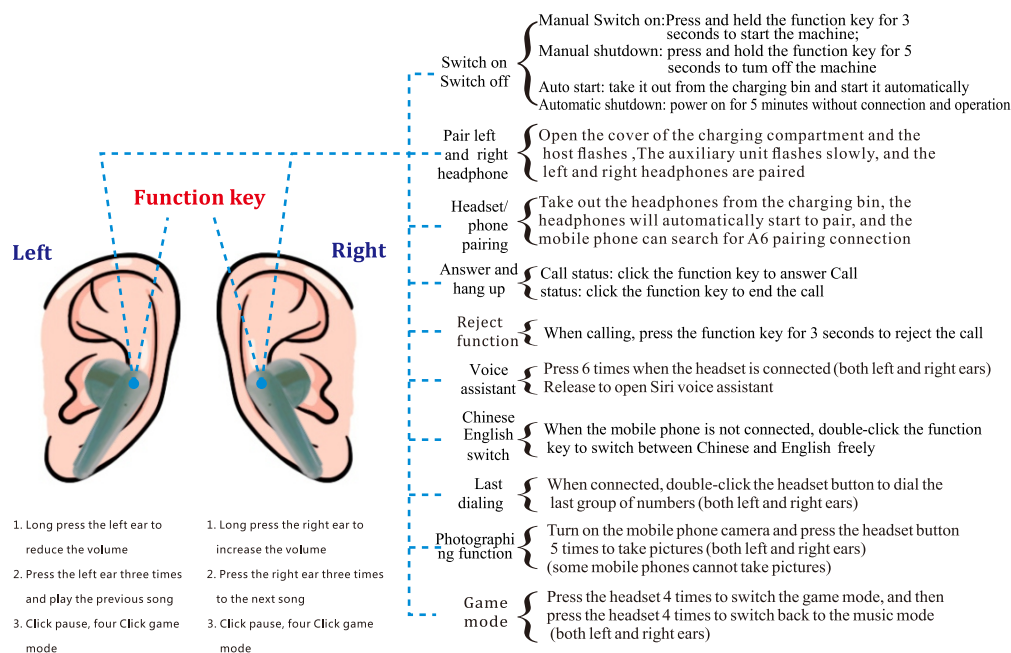 Function key
Left
Right
1. Long press the left ear to
reduce the volume
2. Press the left ear three times
and play the previous song
3. Click pause, four Click game
mode
1. Long press the right ear to
increase the volume
2. Press the right ear three times
to the next song
3. Click pause, four Click game
mode
Switch on
Switch off
Manual Switch on:Press and held the function key for 3
seconds to start the machine;
Manual shutdown: press and hold the function key for 5
seconds to tum off the machine
Auto start: take it out from the charging bin and start it automatically
Automatic shutdown: power on for 5 minutes without connection and operation
Pair left
and right
headphone
Open the cover of the charging compartment and the
host flashes ,The auxiliary unit flashes slowly, and the
left and right headphones are paired
Headset/
phone
pairing
Take out the headphones from the charging bin, the
headphones will automatically start to pair, and the
mobile phone can search for A6 pairing connection
Answer and
hang up
Call status: click the function key to answer Call
status: click the function key to end the call
Reject
function
When calling, press the function key for 3 seconds to reject the call
Voice
assistant
Press 6 times when the headset is connected (both left and right ears)
Release to open Siri voice assistant
Chinese
English
switch
When the mobile phone is not connected, double-click the function
key to switch between Chinese and English freely
Last
dialing
When connected, double-click the headset button to dial the
last group of numbers (both left and right ears)
Photographi
ng function
Turn on the mobile phone camera and press the headset button
5 times to take pictures (both left and right ears)
(some mobile phones cannot take pictures)
Game
mode
Press the headset 4 times to switch the game mode, and then
press the headset 4 times to switch back to the music mode
(both left and right ears)